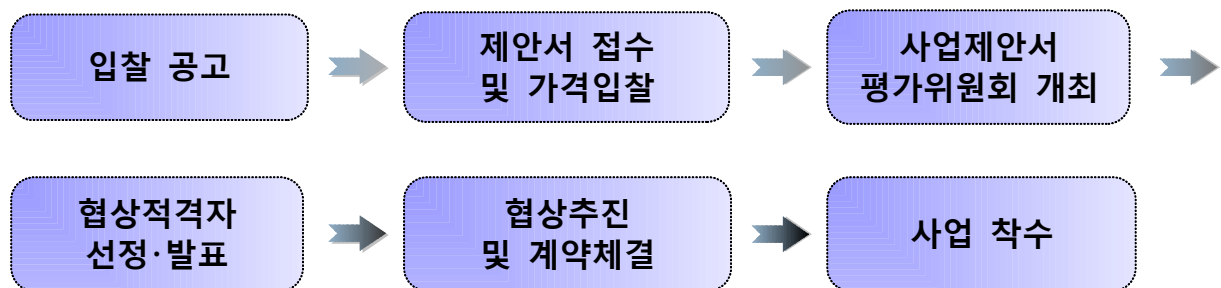 입찰 공고
제안서 접수
및 가격입찰
사업제안서
평가위원회 개최
협상적격자
선정·발표
협상추진
및 계약체결
사업 착수